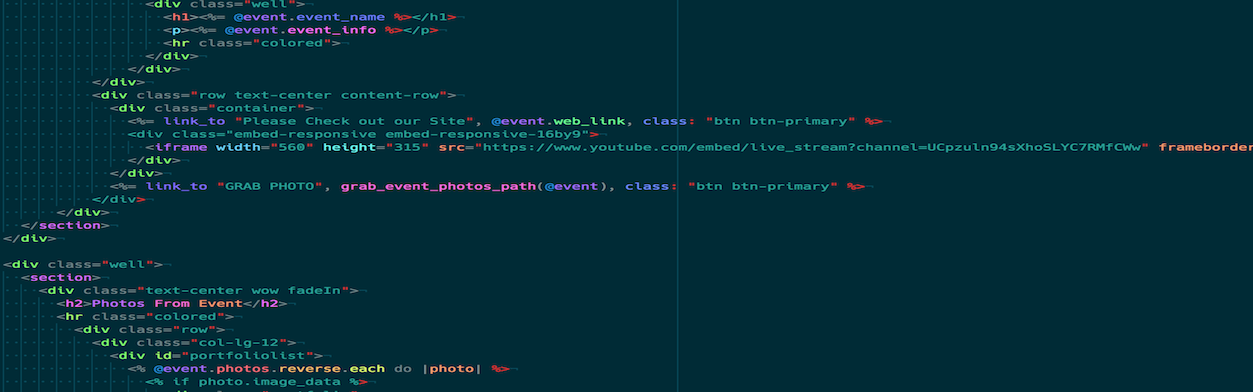 <div class="well">
<h1><%= @event.event_name %></h1>
<p><%= @event.event_info %></p>
<hr class="colored">
</div>
</div>
</div>
<div class="row text-center content-row">
<div class="container">
<%= link_to "Please Check out our Site", @event.web_link, class: "btn btn-primary" %>
<div class="embed-responsive embed-responsive-16by9">
<iframe width="560" height="315" src="https://www.youtube.com/embed/live_stream?channel=UCpzuln94sXhoSLYC7RMfCWw" frameborder
</div>
</div>
<%= link_to "GRAB PHOTO", grab_event_photos_path(@event), class: "btn btn-primary" %>
</div>
</div>
</section>
</div>
<div class="well">
<section>
<div class="text-center wow fadeIn">
<h2>Photos From Event</h2>
<hr class="colored">
<div class="row">
<div class="col-lg-12">
<div id="portfoliolist">
<% @event.photos.reverse.each do |photo| %>
<% if photo.image_data %>